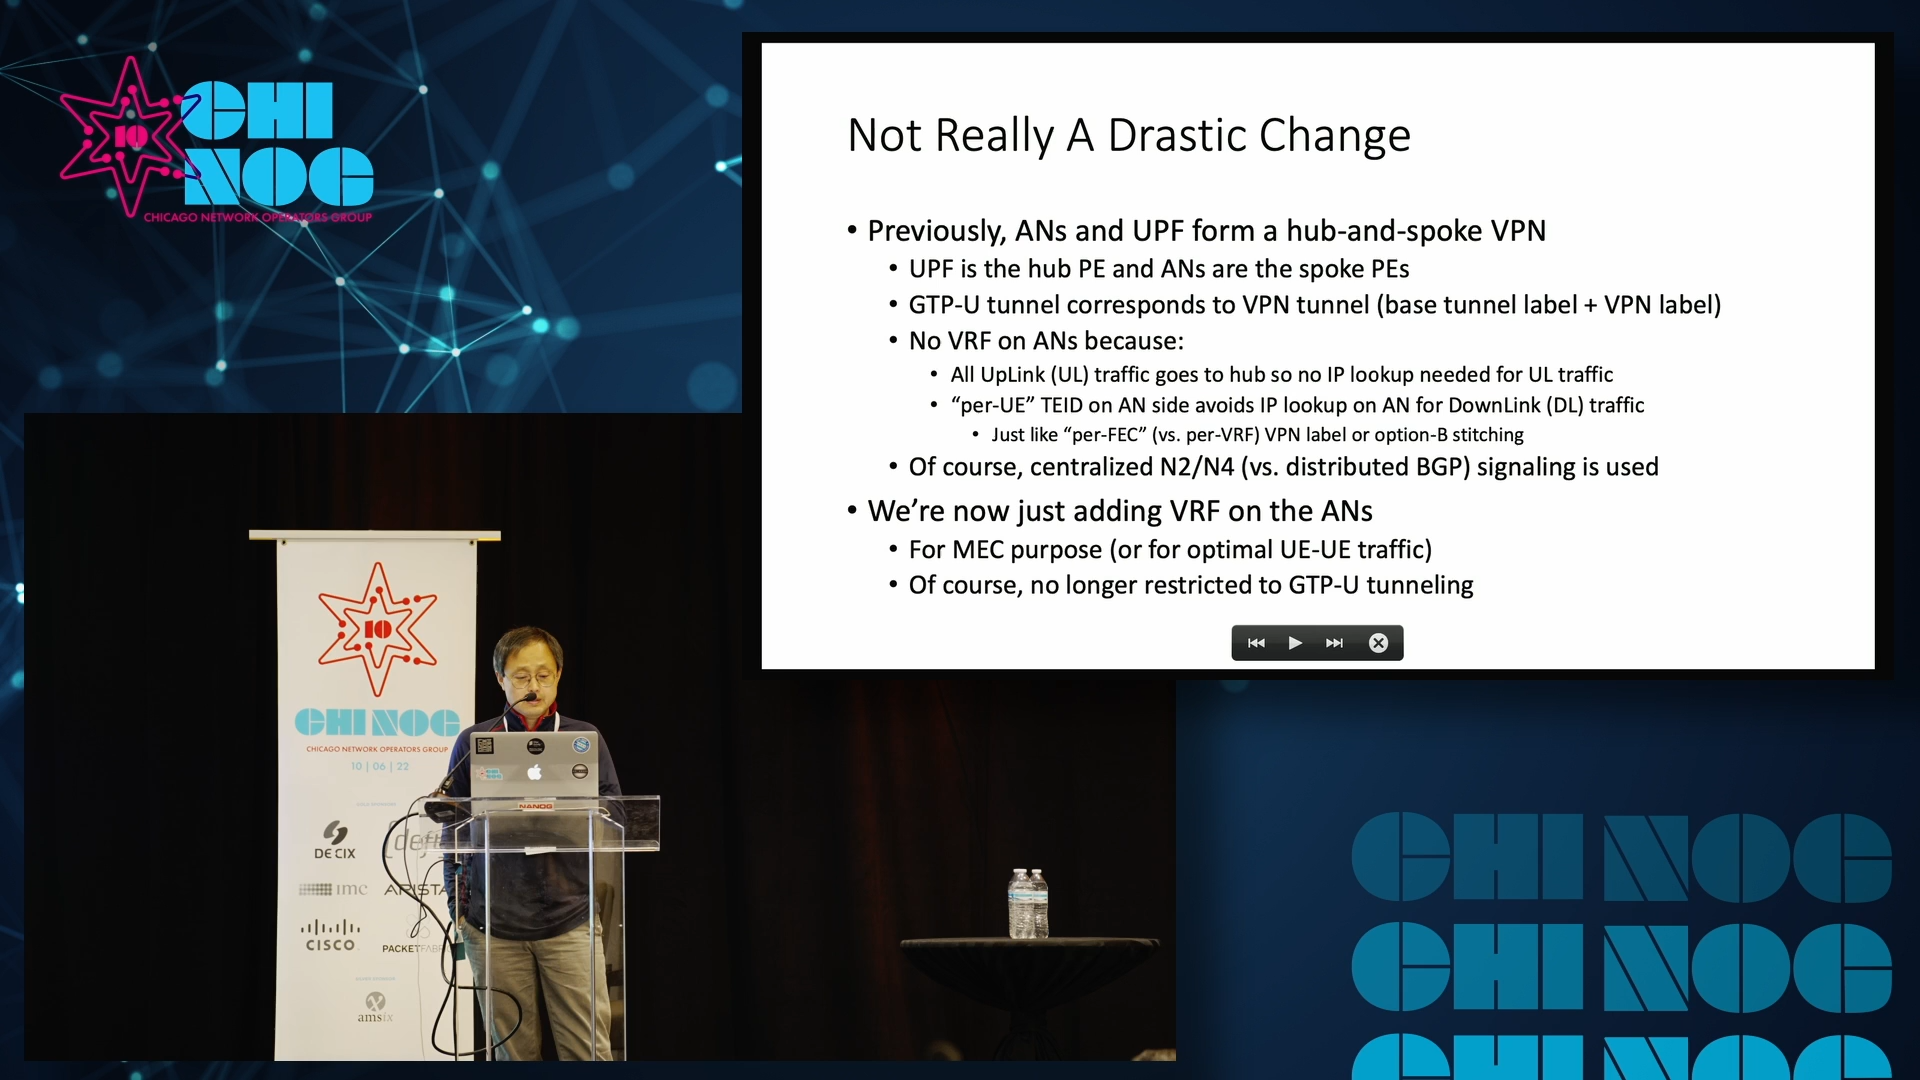 10
CHI
NOG
CHICAGO NETWORK OPERATORS GROUP
Not Really A Drastic Change
• Previously, ANs and UPF form a hub-and-spoke VPN
• UPF is the hub PE and ANs are the spoke PEs
• GTP-U tunnel corresponds to VPN tunnel (base tunnel label + VPN label)
• No VRF on ANs because:
• All UpLink (UL) traffic goes to hub so no IP lookup needed for UL traffic
• “per-UE” TEID on AN side avoids IP lookup on AN for DownLink (DL) traffic
• Just like “per-FEC” (vs. per-VRF) VPN label or option-B stitching
• Of course, centralized N2/N4 (vs. distributed BGP) signaling is used
• We’re now just adding VRF on the ANs
• For MEC purpose (or for optimal UE-UE traffic)
• Of course, no longer restricted to GTP-U tunneling
10
CHI NOG
CHICAGO NETWORK OPERATORS GROUP
10 | 06 | 22
DE CIX
imc
ARISTA
CISCO
amsix
NANOG
CHI NOG
CHI NOG
CHI NOG